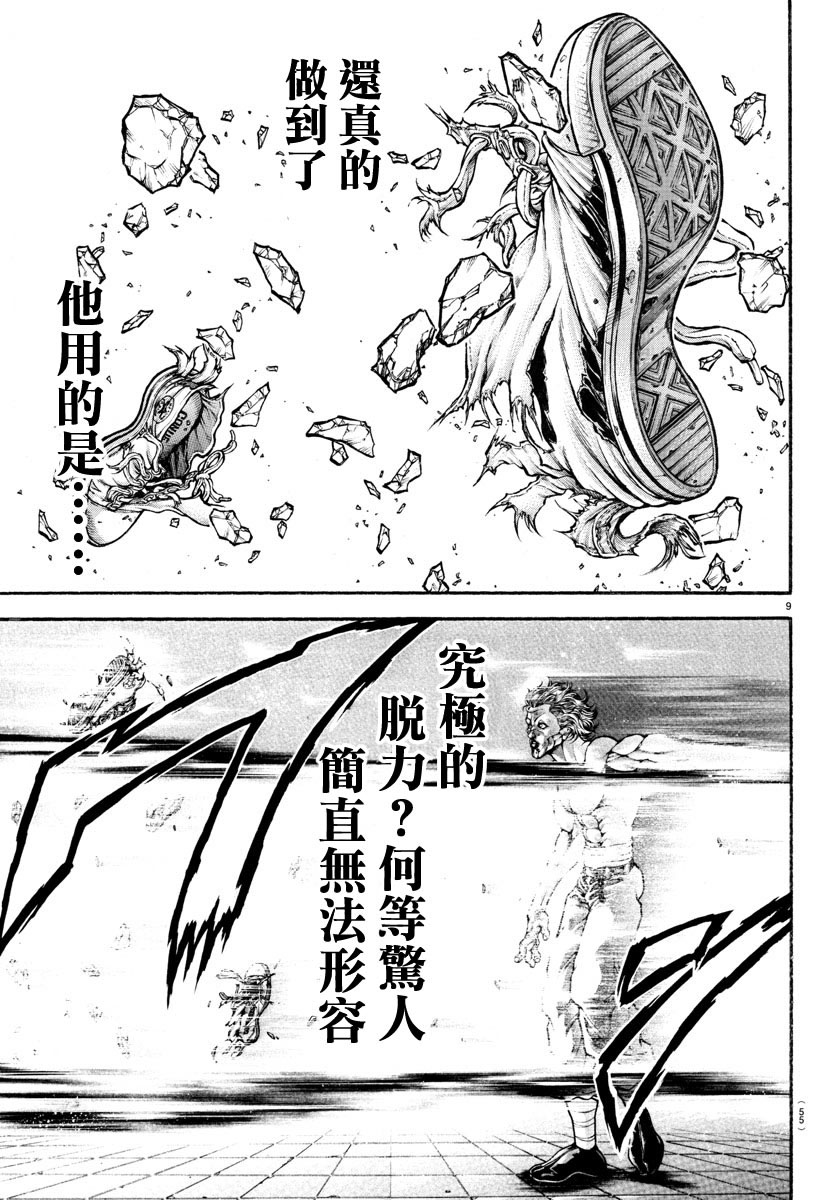 還真的
做到了
他用的是……
9
究極的
脱力？何等驚人
簡直無法形容
(55)